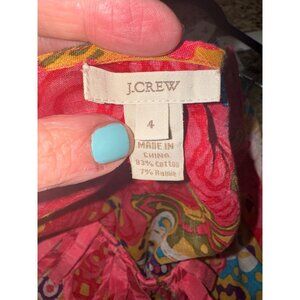 J.CREW
4
MADE IN
CHINA
93% Cotton
7% Ramie